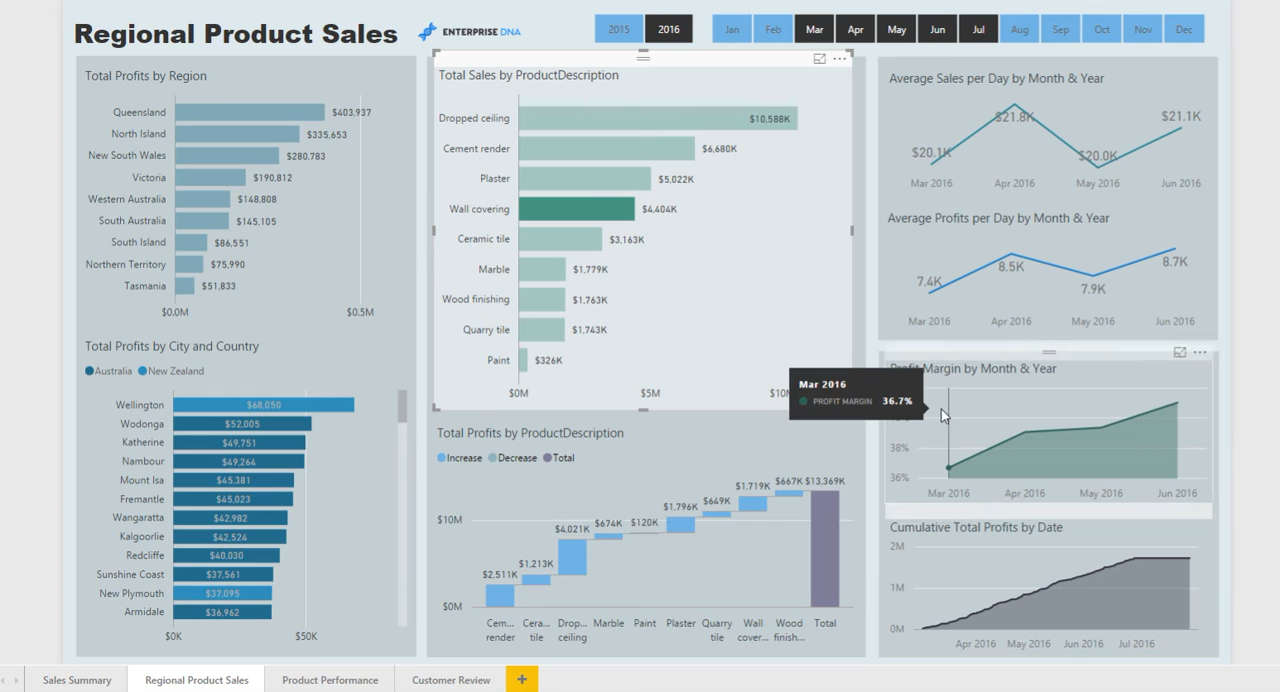 Regional Product Sales
ENTERPRISE DNA
2015 2016
Jan Feb Mar Apr May Jun Jul Aug Sep Oct Nov Dec
Total Profits by Region
Queensland $403,937
North Island $335,653
New South Wales $280,783
Victoria $190,812
Western Australia $148,808
South Australia $145,105
South Island $86,551
Northern Territory $75,990
Tasmania $51,833
$0.0M $0.5M
Total Profits by City and Country
Australia New Zealand
Wellington $68,050
Wodonga $52,005
Katherine $49,751
Nambour $49,264
Mount Isa $45,381
Fremantle $45,023
Wangaratta $42,982
Kalgoorlie $42,524
Redcliffe $40,030
Sunshine Coast $37,561
New Plymouth $37,095
Armidale $36,962
$0K $50K
Total Sales by ProductDescription
Dropped ceiling $10,588K
Cement render $6,680K
Plaster $5,022K
Wall covering $4,404K
Ceramic tile $3,163K
Marble $1,779K
Wood finishing $1,763K
Quarry tile $1,743K
Paint $326K
$0M $5M
Total Profits by ProductDescription
Increase Decrease Total
$10M
$0M
$2,511K $1,213K $4,021K $674K $120K $1,796K $649K $1,719K $667K $13,369K
Cem... Cera... Drop... Marble Paint Plaster Quarry Wall Wood Total
render tile ceiling tile cover... finish...
Average Sales per Day by Month & Year
$20.1K $21.8K $20.0K $21.1K
Mar 2016 Apr 2016 May 2016 Jun 2016
Average Profits per Day by Month & Year
7.4K 8.5K 7.9K 8.7K
Mar 2016 Apr 2016 May 2016 Jun 2016
Profit Margin by Month & Year
Mar 2016
PROFIT MARGIN 36.7%
38%
36%
Mar 2016 Apr 2016 May 2016 Jun 2016
Cumulative Total Profits by Date
2M
1M
0M
Apr 2016 May 2016 Jun 2016 Jul 2016
Sales Summary Regional Product Sales Product Performance Customer Review +